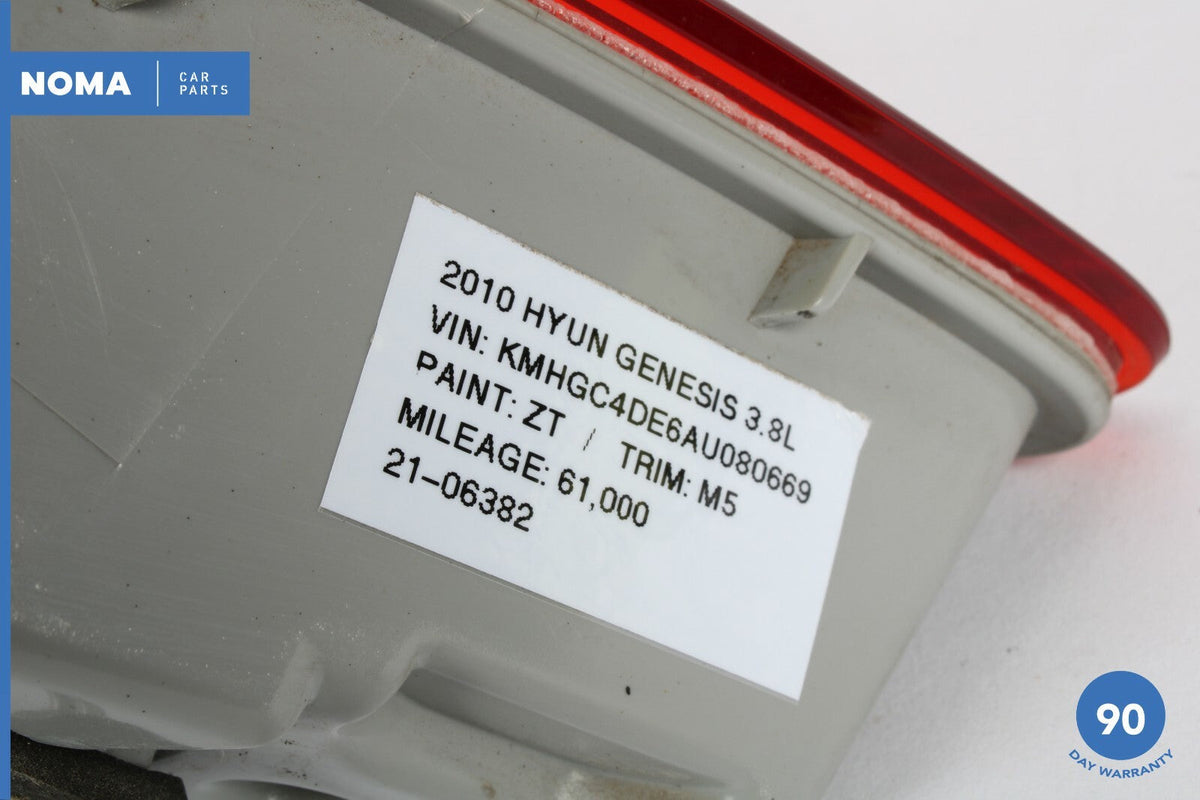 NOMA
CAR
PARTS
2010 HYUN GENESIS 3.8L
VIN: KMHGC4DE6AU080669
PAINT: ZT / TRIM: M5
MILEAGE: 61,000
21-06382
90
DAY WARRANTY